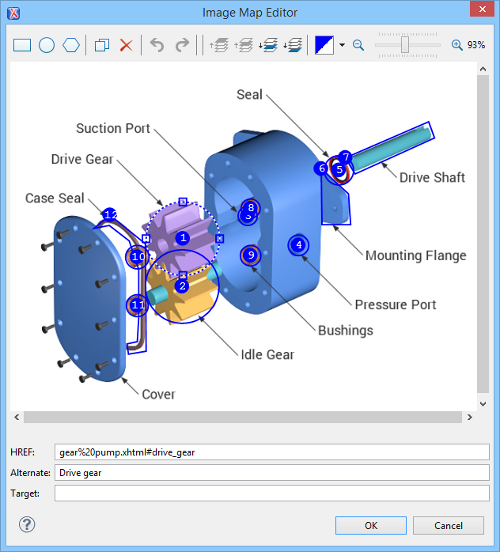 Image Map Editor
93%
Seal
Suction Port
Drive Gear
Case Seal
Drive Shaft
Mounting Flange
Pressure Port
Bushings
Idle Gear
Cover
12
8
7
6
5
1
4
10
9
2
11
HREF: gear%20pump.xhtml#drive_gear
Alternate: Drive gear
Target:
OK Cancel